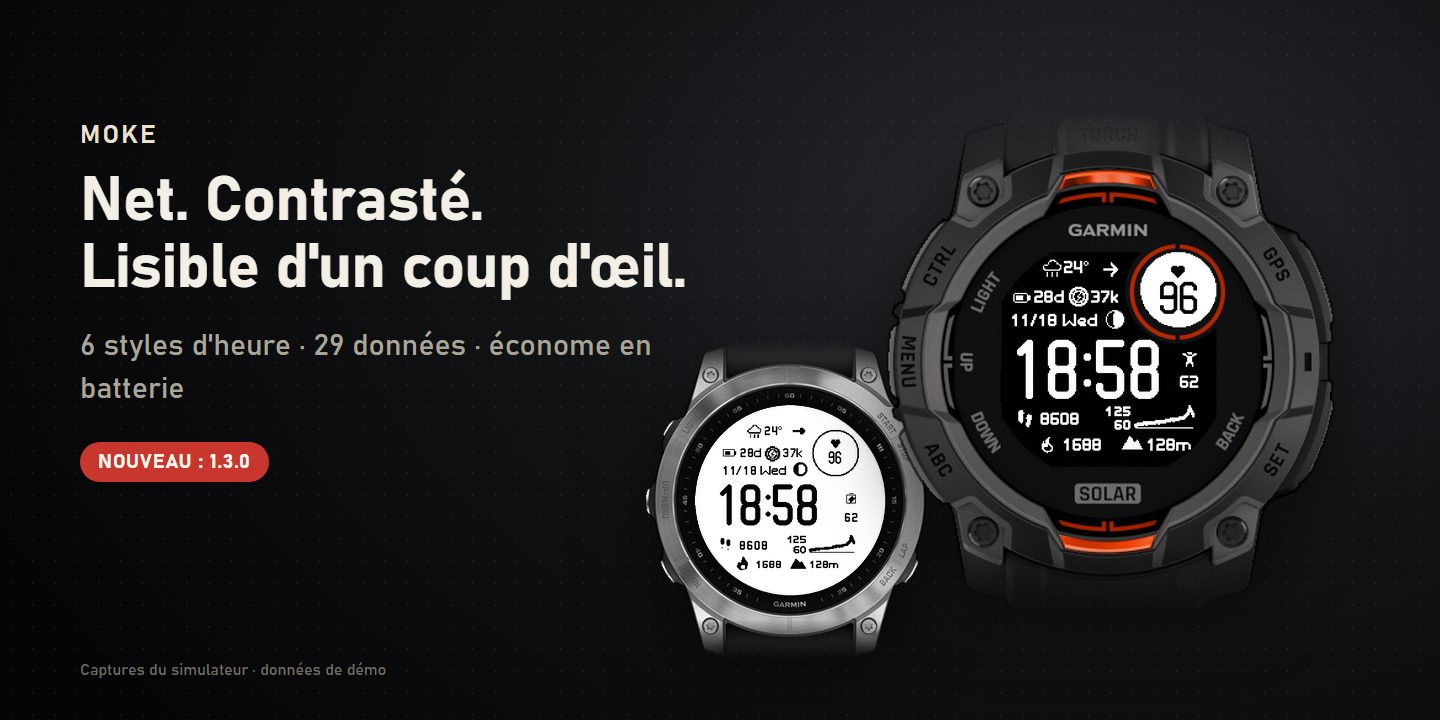 MOKE
Net. Contrasté.
Lisible d'un coup d'œil.
6 styles d'heure · 29 données · économe en
batterie
NOUVEAU : 1.3.0
Captures du simulateur · données de démo
24° 
28d 37k
11/18 Wed
96
18:58
62
8608
125
60
1688
128m
GARMIN
START
LAP
BACK
TORCH
GARMIN
CTRL
LIGHT
GPS
24°
28d 37k
96
11/18 Wed
MENU
UP
18:58
62
8608
125
60
1688
128m
DOWN
BACK
ABC
SET
SOLAR